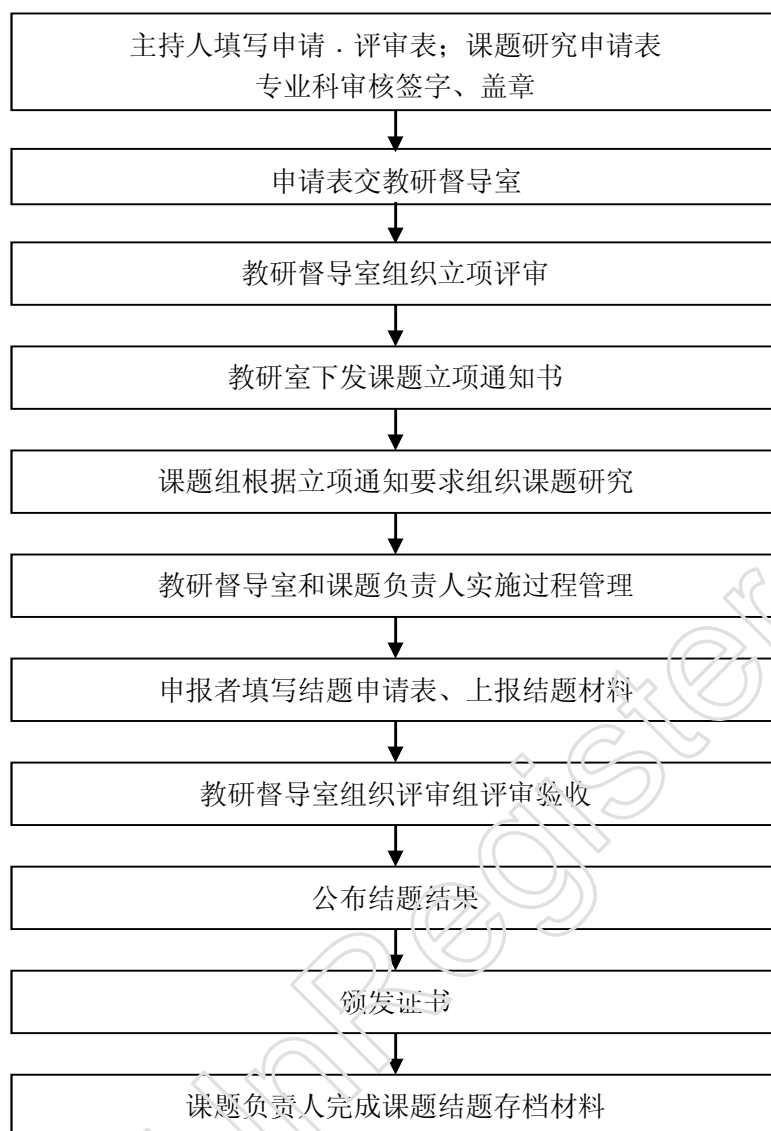 主持人填写申请．评审表；课题研究申请表
专业科审核签字、盖章
申请表交教研督导室
教研督导室组织立项评审
教研室下发课题立项通知书
课题组根据立项通知要求组织课题研究
教研督导室和课题负责人实施过程管理
申报者填写结题申请表、上报结题材料
教研督导室组织评审组评审验收
公布结题结果
颁发证书
课题负责人完成课题结题存档材料
UnRegister